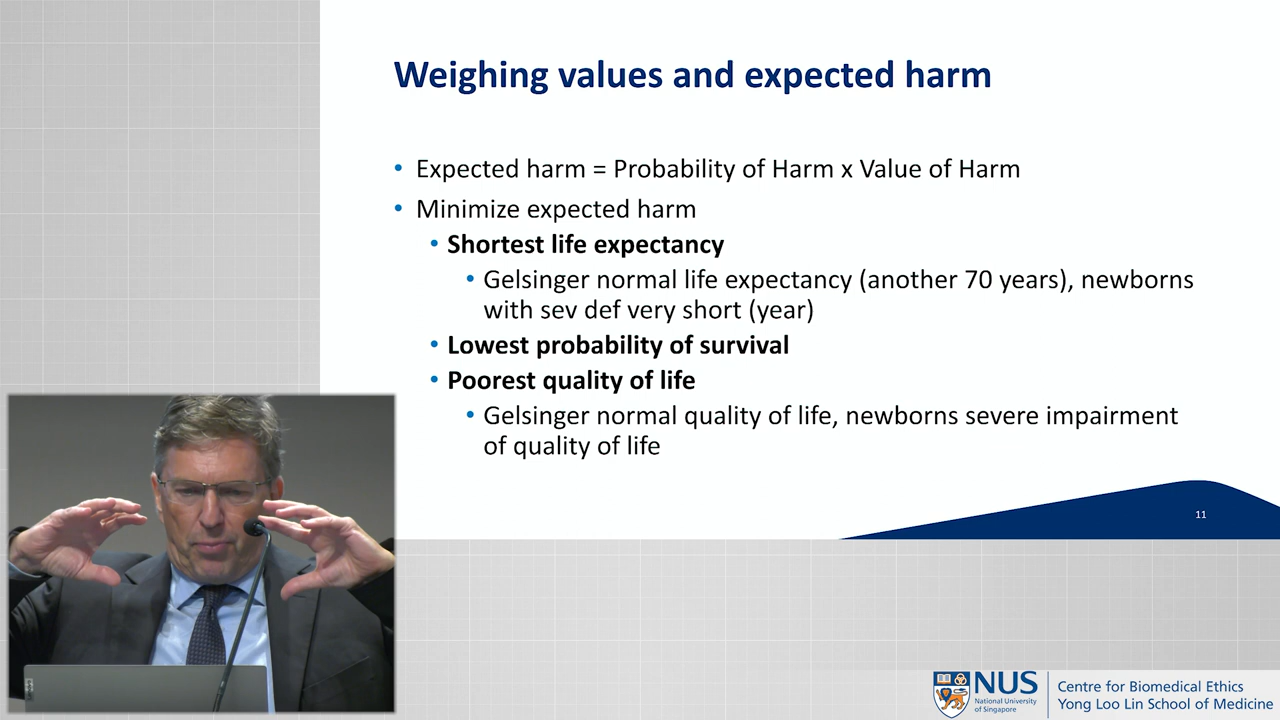 Weighing values and expected harm
• Expected harm = Probability of Harm x Value of Harm
• Minimize expected harm
• Shortest life expectancy
• Gelsinger normal life expectancy (another 70 years), newborns
with sev def very short (year)
• Lowest probability of survival
• Poorest quality of life
• Gelsinger normal quality of life, newborns severe impairment
of quality of life
11
NUS
National University
of Singapore
Centre for Biomedical Ethics
Yong Loo Lin School of Medicine